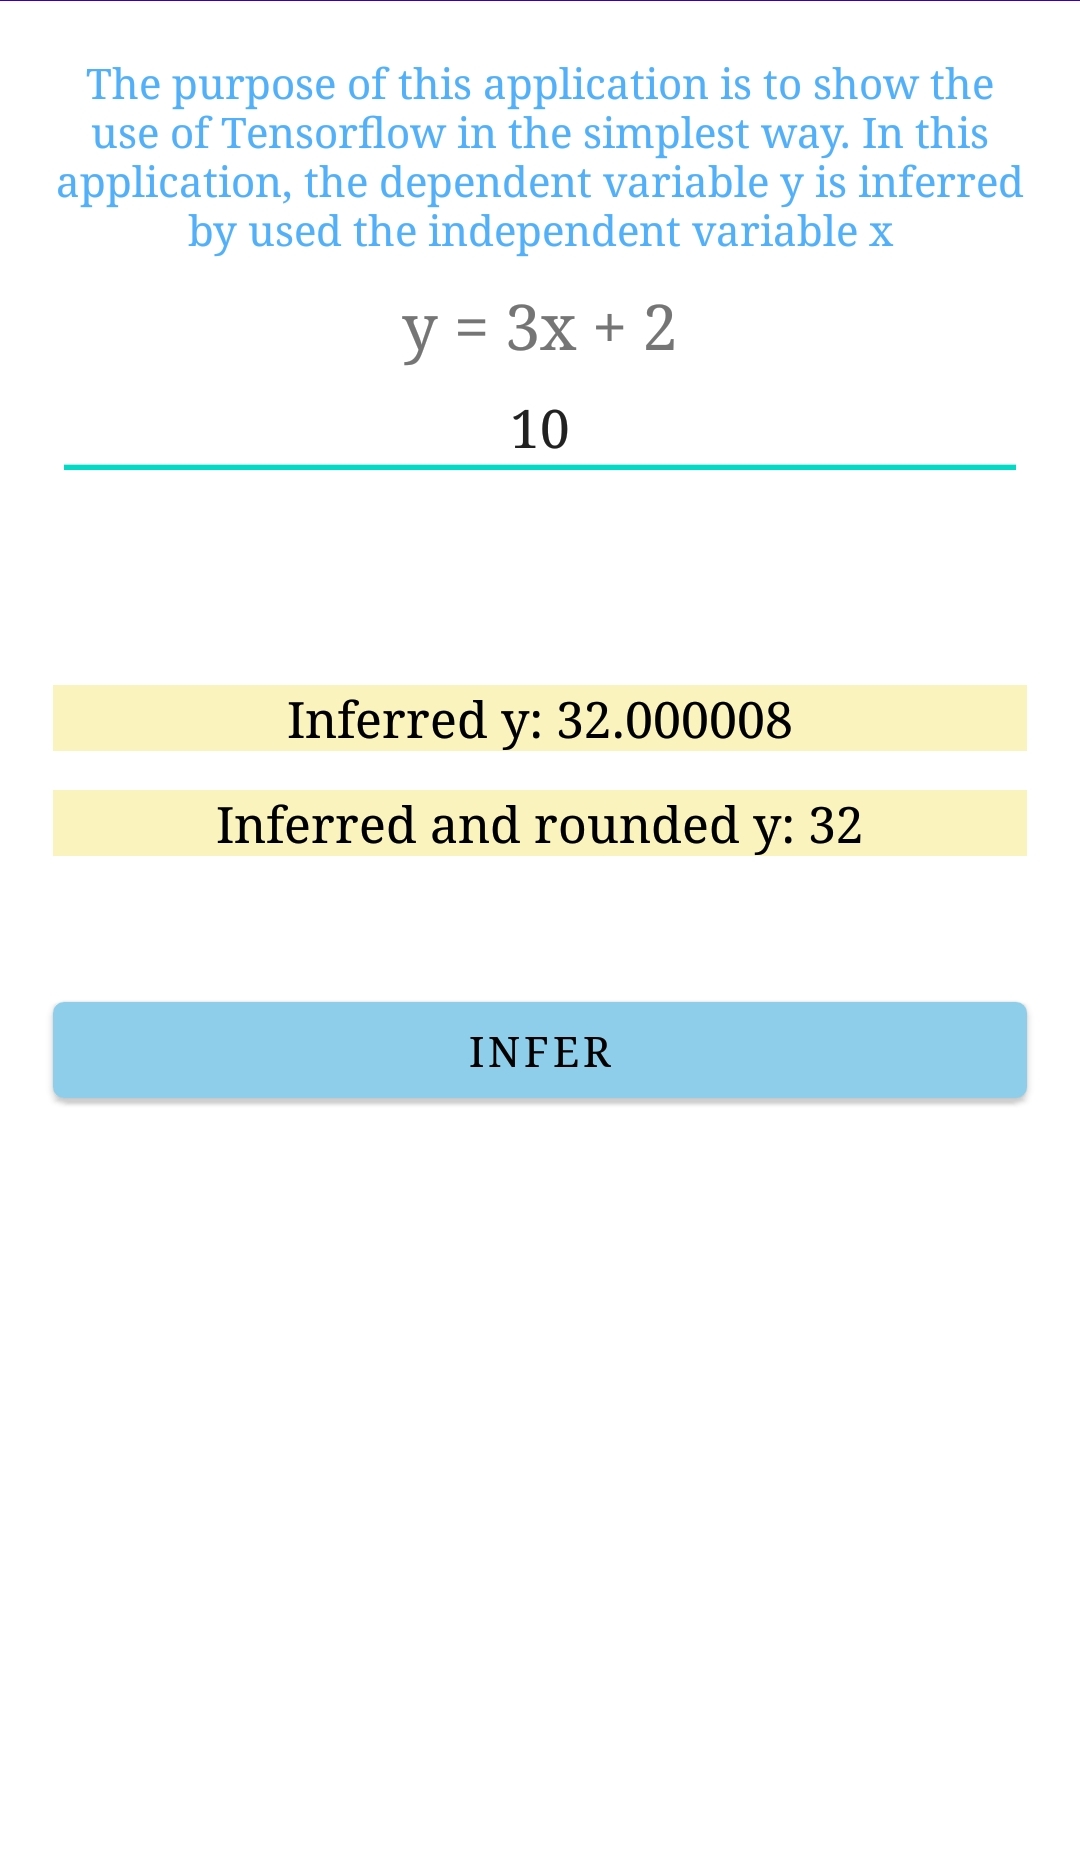 The purpose of this application is to show the
use of Tensorflow in the simplest way. In this
application, the dependent variable y is inferred
by used the independent variable x
y = 3x + 2
10
Inferred y: 32.000008
Inferred and rounded y: 32
INFER